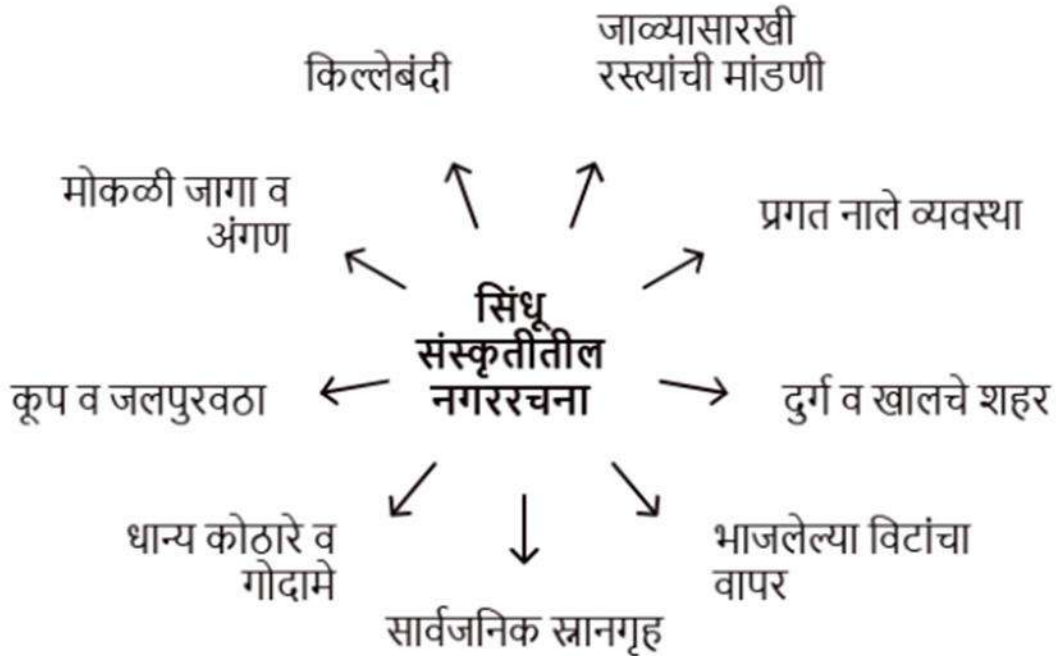 जाळ्यासारखी
रस्त्यांची मांडणी
किल्लेबंदी
मोकळी जागा व
अंगण
प्रगत नाले व्यवस्था
सिंधू
संस्कृतीतील
नगररचना
कूप व जलपुरवठा
दुर्ग व खालचे शहर
धान्य कोठारे व
गोदामे
भाजलेल्या विटांचा
वापर
सार्वजनिक स्नानगृह